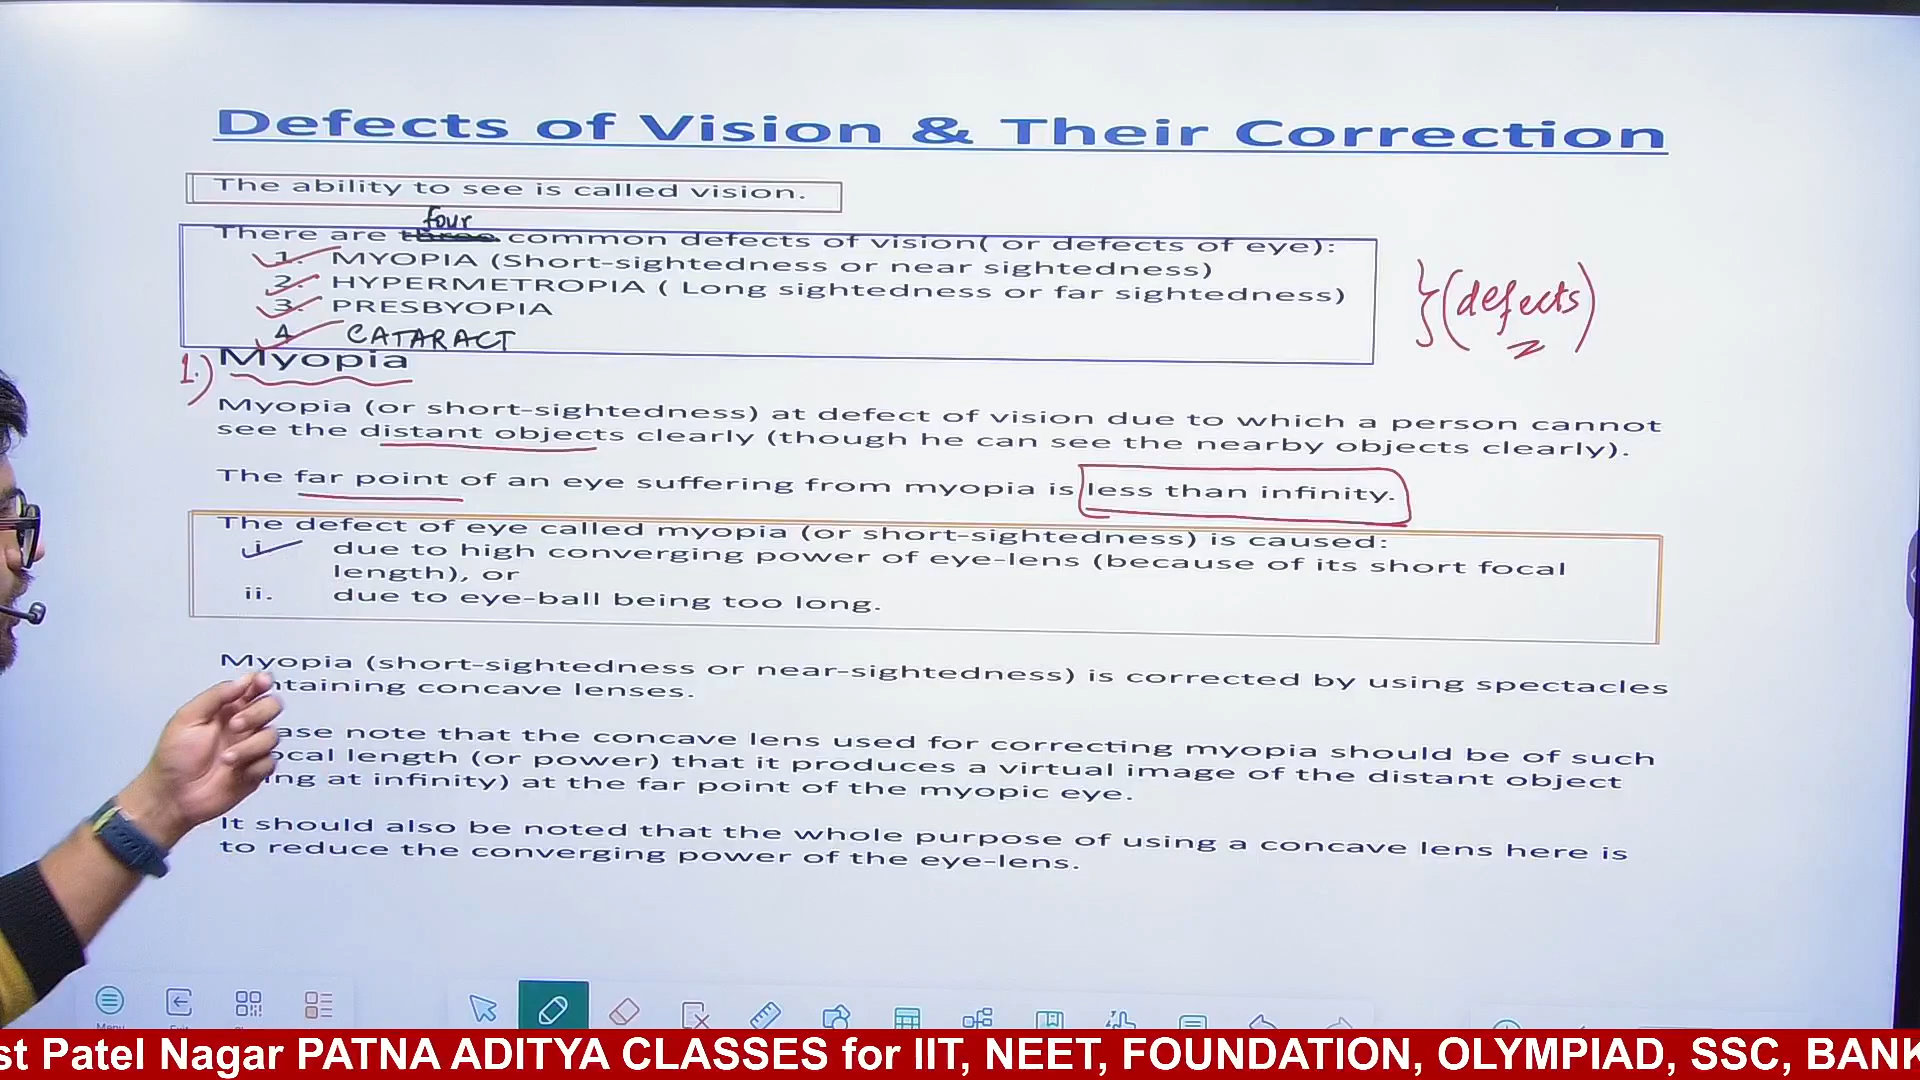 Defects of Vision & Their Correction
The ability to see is called vision.
four
There are three common defects of vision( or defects of eye):
1. MYOPIA (Short-sightedness or near sightedness)
2. HYPERMETROPIA ( Long sightedness or far sightedness)
3. PRESBYOPIA
4 CATARACT
(defects)
1.) Myopia
Myopia (or short-sightedness) at defect of vision due to which a person cannot
see the distant objects clearly (though he can see the nearby objects clearly).
The far point of an eye suffering from myopia is less than infinity.
The defect of eye called myopia (or short-sightedness) is caused:
i. due to high converging power of eye-lens (because of its short focal
length), or
ii. due to eye-ball being too long.
Myopia (short-sightedness or near-sightedness) is corrected by using spectacles
ntaining concave lenses.
ase note that the concave lens used for correcting myopia should be of such
ocal length (or power) that it produces a virtual image of the distant object
ing at infinity) at the far point of the myopic eye.
It should also be noted that the whole purpose of using a concave lens here is
to reduce the converging power of the eye-lens.
st Patel Nagar PATNA ADITYA CLASSES for IIT, NEET, FOUNDATION, OLYMPIAD, SSC, BANK